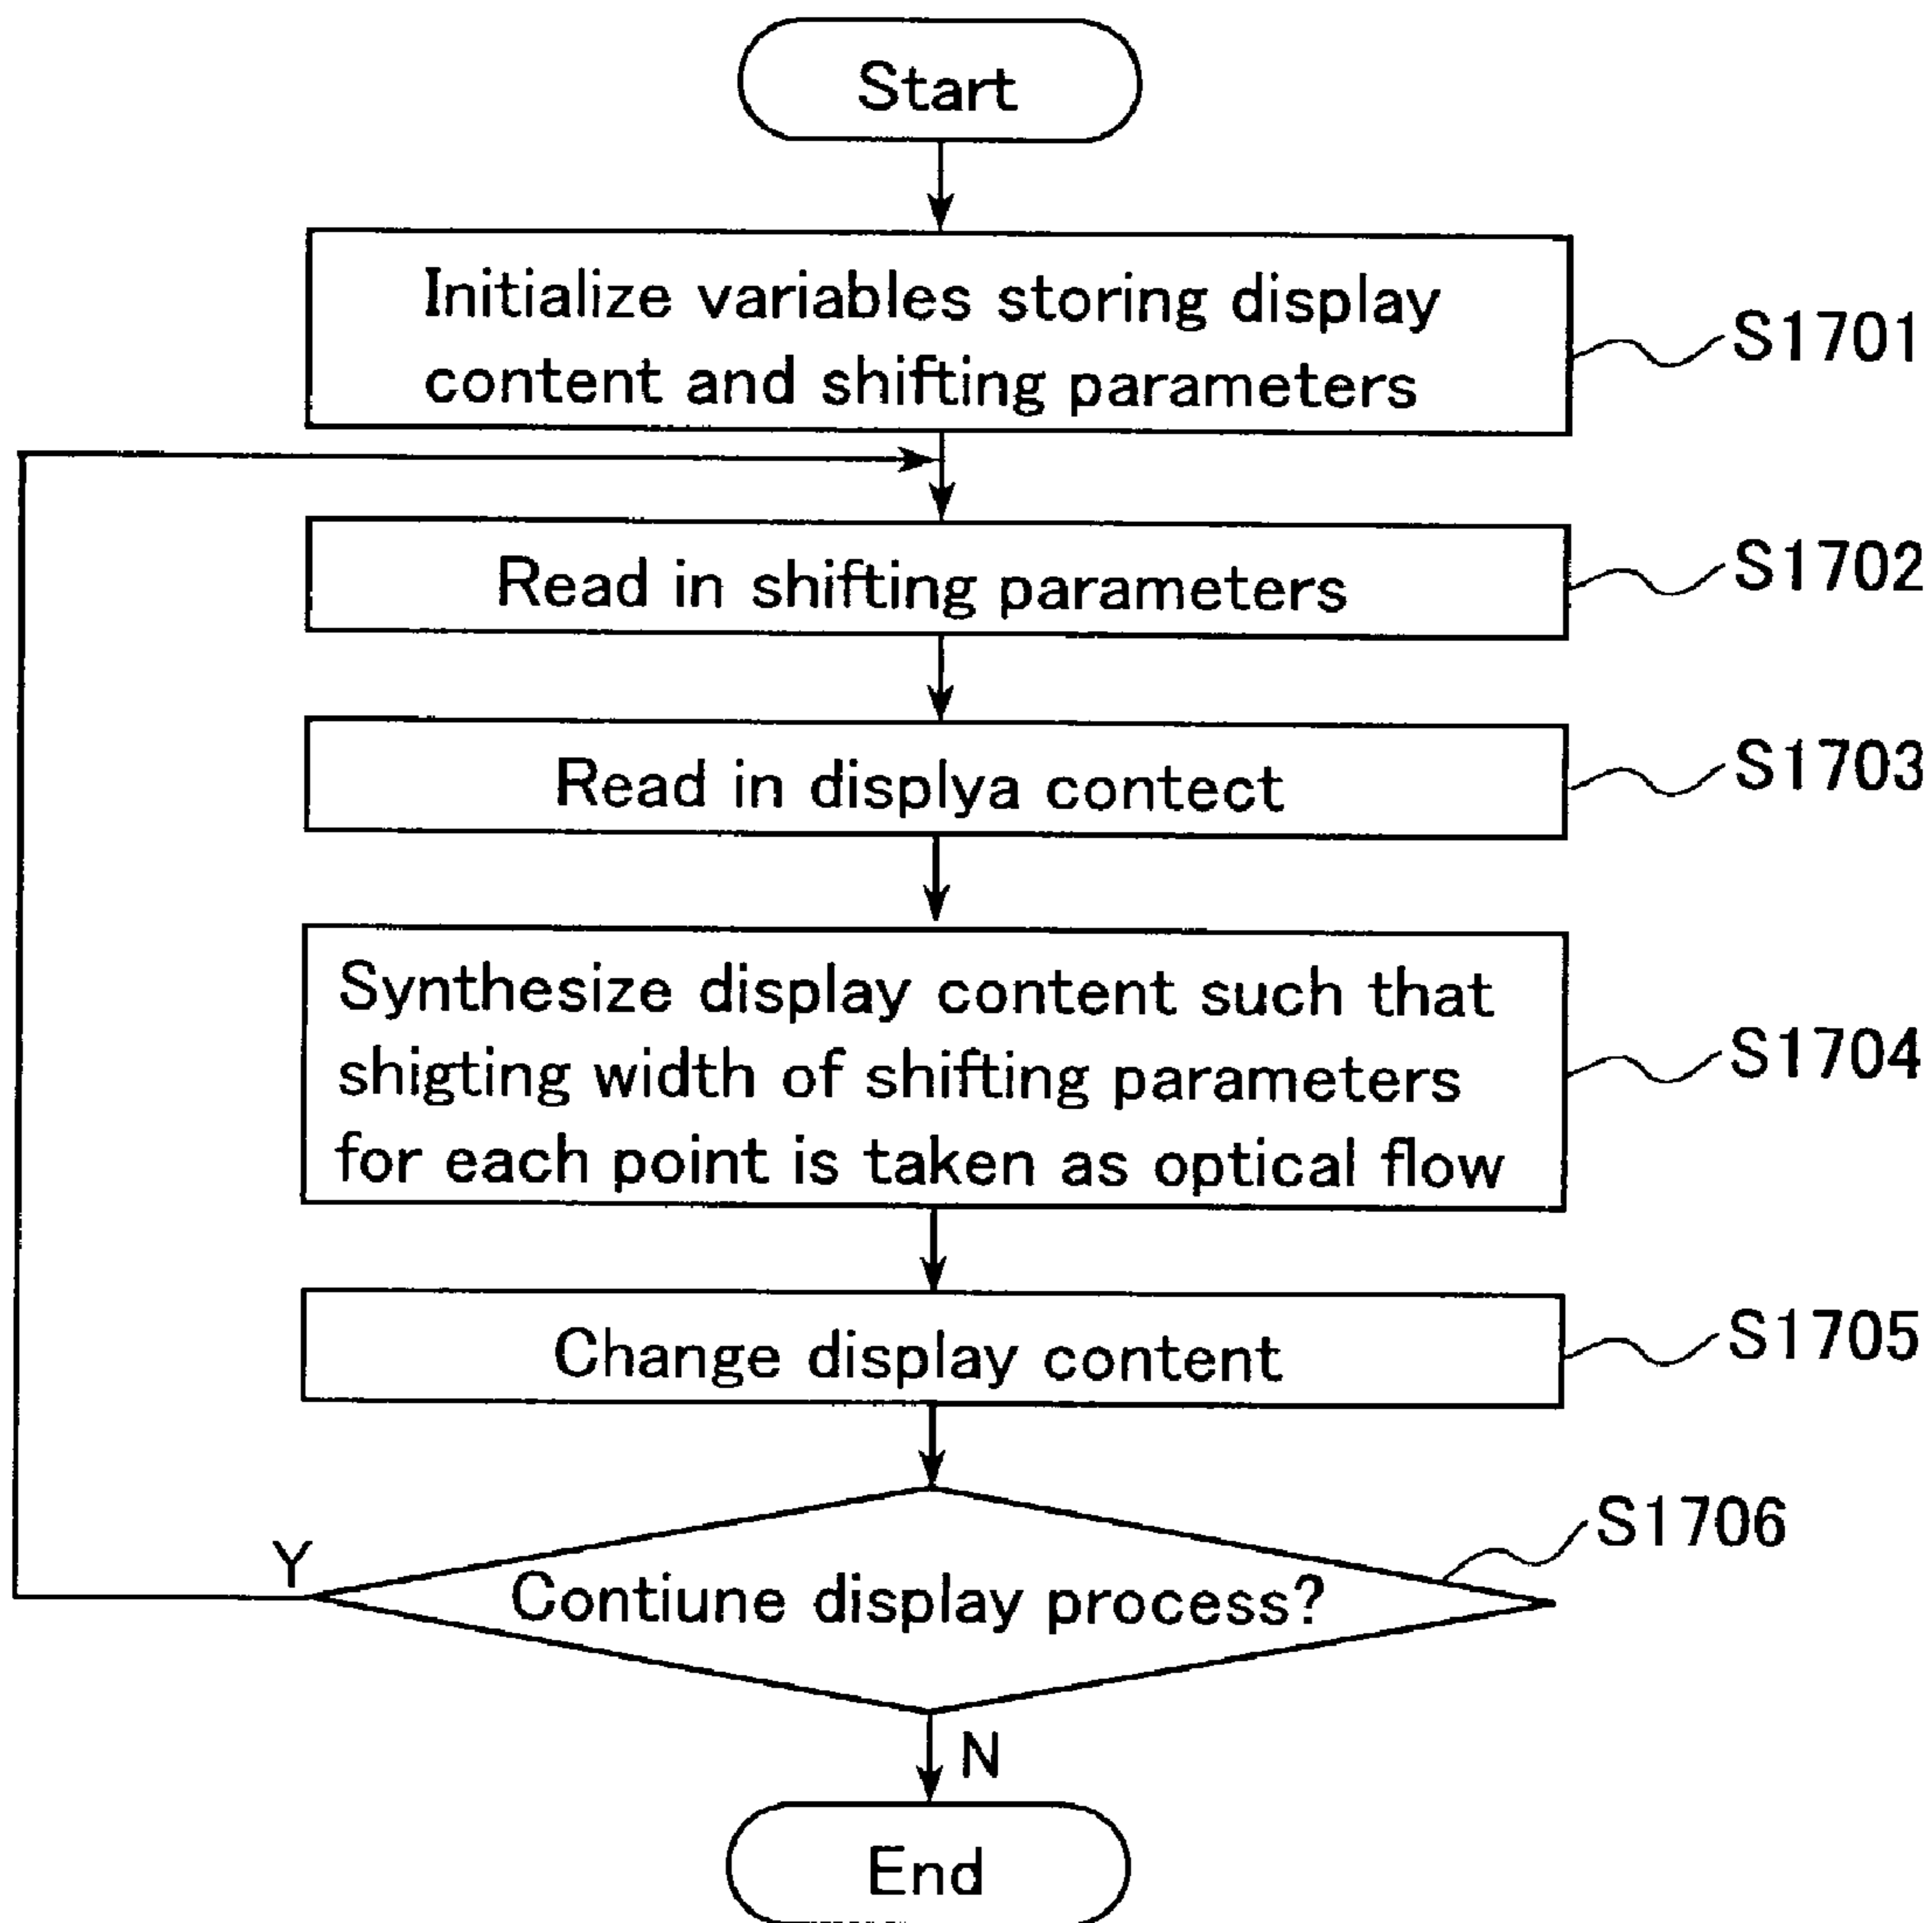 Start
Initialize variables storing display
content and shifting parameters
S1701
Read in shifting parameters
S1702
Read in displya contect
S1703
Synthesize display content such that
shigting width of shifting parameters
for each point is taken as optical flow
S1704
Change display content
S1705
S1706
Y
Contiune display process?
N
End